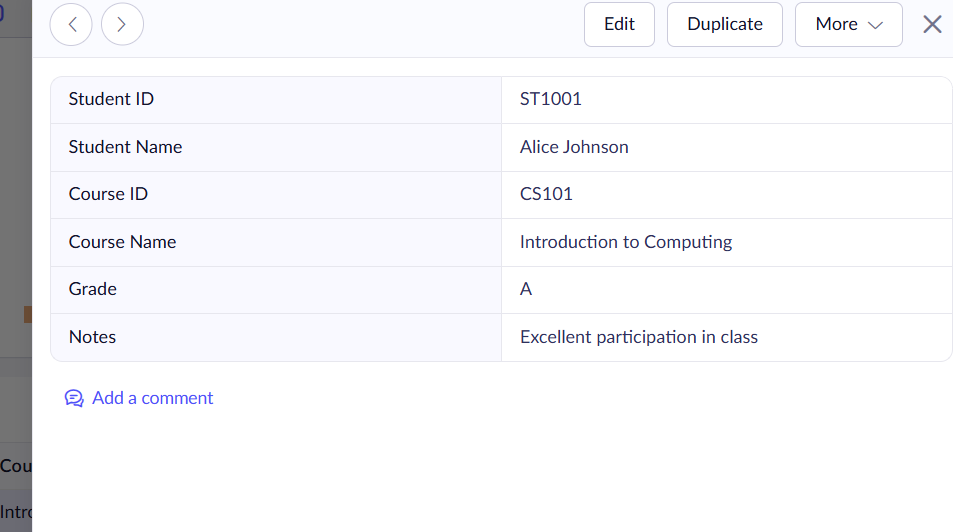 Edit Duplicate More
Student ID ST1001
Student Name Alice Johnson
Course ID CS101
Course Name Introduction to Computing
Grade A
Notes Excellent participation in class
Add a comment
Cou
Intro